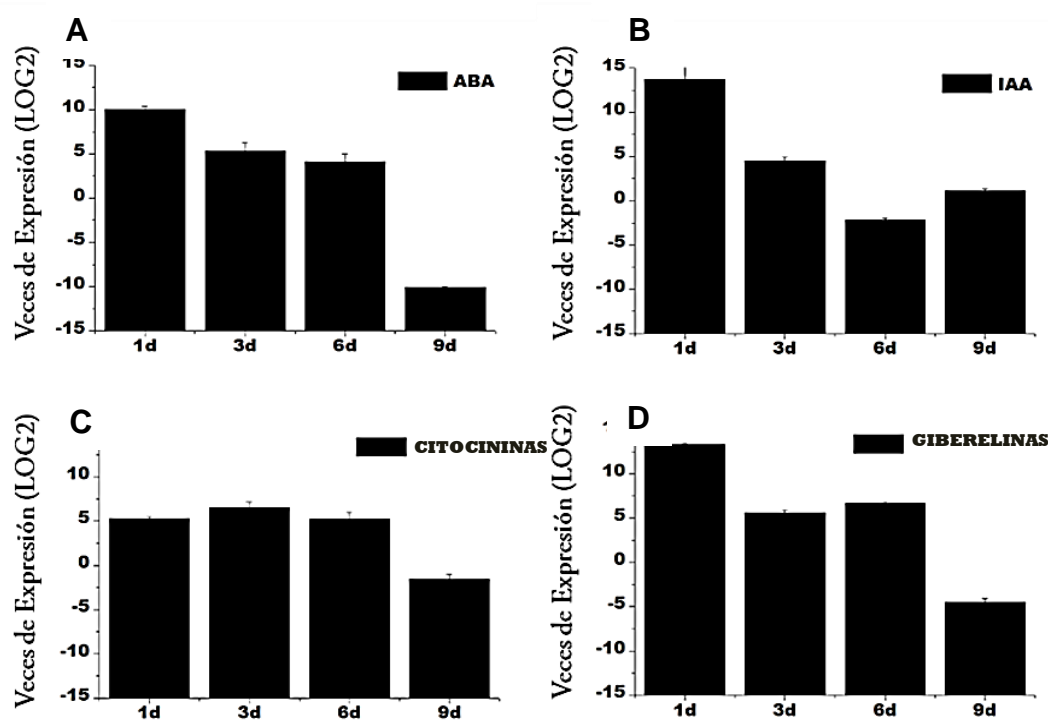 A
Veces de Expresión (LOG2)
15
10
5
0
-5
-10
-15
ABA
1d 3d 6d 9d
B
Veces de Expresión (LOG2)
15
10
5
0
-5
-10
-15
IAA
1d 3d 6d 9d
C
Veces de Expresión (LOG2)
10
5
0
-5
-10
-15
CITOCININAS
1d 3d 6d 9d
D
Veces de Expresión (LOG2)
10
5
0
-5
-10
-15
GIBERELINAS
1d 3d 6d 9d